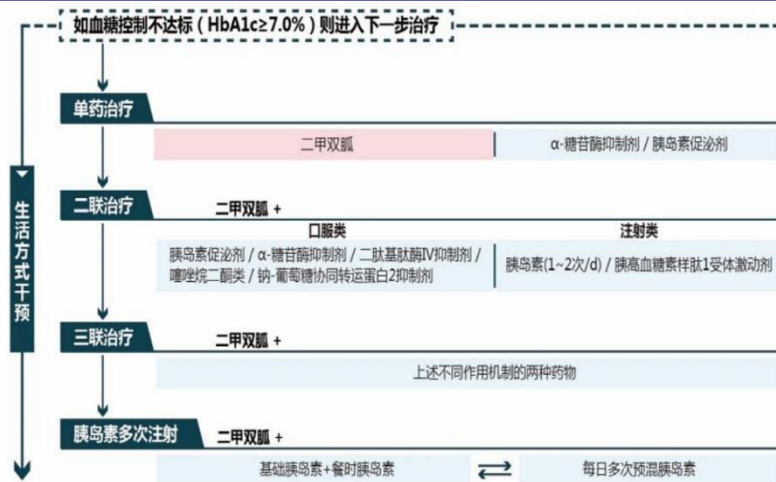 如血糖控制不达标（HbA1c≥7.0%）则进入下一步治疗
单药治疗
二甲双胍
α-糖苷酶抑制剂 / 胰岛素促泌剂
生活方式干预
二联治疗
二甲双胍 +
口服类
注射类
胰岛素促泌剂 / α-糖苷酶抑制剂 / 二肽基肽酶IV抑制剂 /
噻唑烷二酮类 / 钠-葡萄糖协同转运蛋白2抑制剂
胰岛素(1~2次/d) / 胰高血糖素样肽1受体激动剂
三联治疗
二甲双胍 +
上述不同作用机制的两种药物
胰岛素多次注射
二甲双胍 +
基础胰岛素+餐时胰岛素
每日多次预混胰岛素